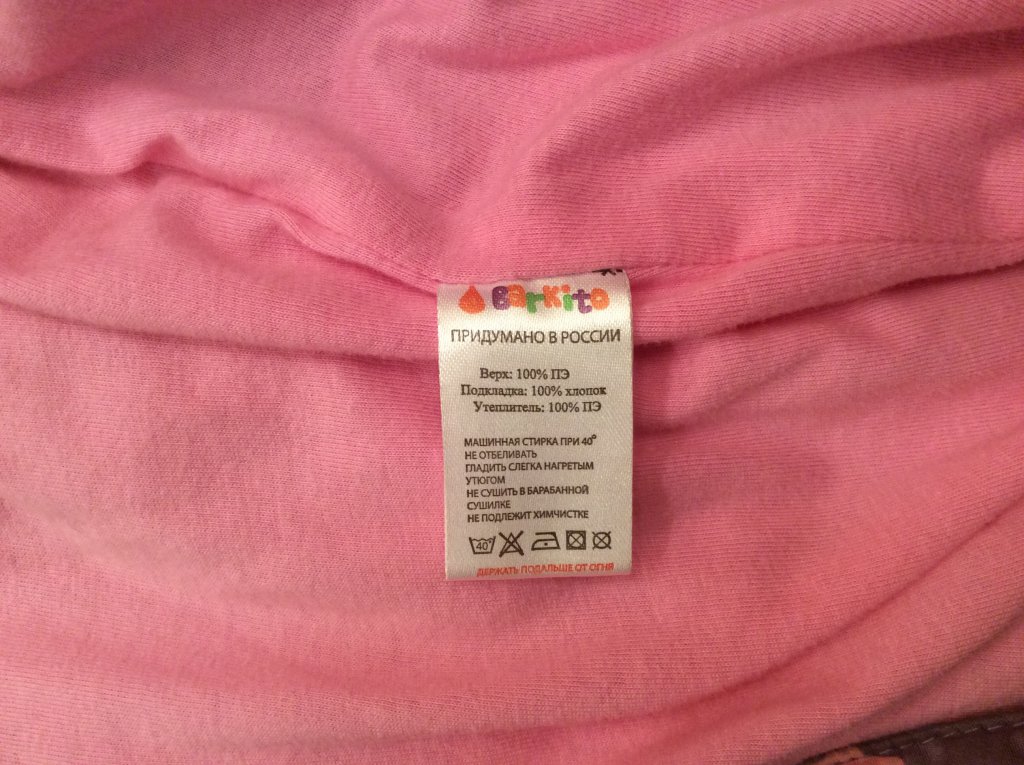 Barkito
ПРИДУМАНО В РОССИИ
Верх: 100% ПЭ
Подкладка: 100% хлопок
Утеплитель: 100% ПЭ
МАШИННАЯ СТИРКА ПРИ 40°
НЕ ОТБЕЛИВАТЬ
ГЛАДИТЬ СЛЕГКА НАГРЕТЫМ
УТЮГОМ
НЕ СУШИТЬ В БАРАБАННОЙ
СУШИЛКЕ
НЕ ПОДЛЕЖИТ ХИМЧИСТКЕ
40°
ДЕРЖАТЬ ПОДАЛЬШЕ ОТ ОГНЯ